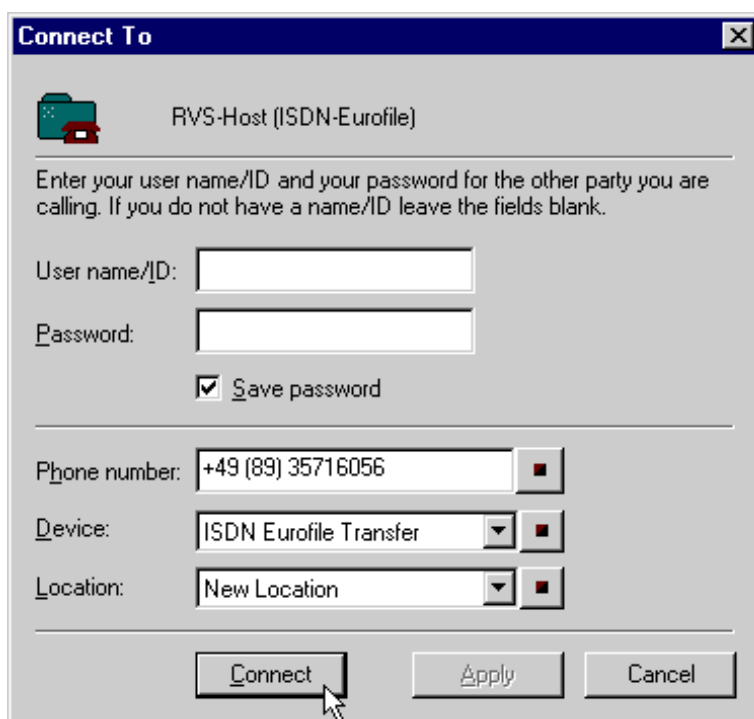 Connect To
RVS-Host (ISDN-Eurofile)
Enter your user name/ID and your password for the other party you are
calling. If you do not have a name/ID leave the fields blank.
User name/ID:
Password:
Save password
Phone number: +49 (89) 35716056
Device: ISDN Eurofile Transfer
Location: New Location
Connect Apply Cancel